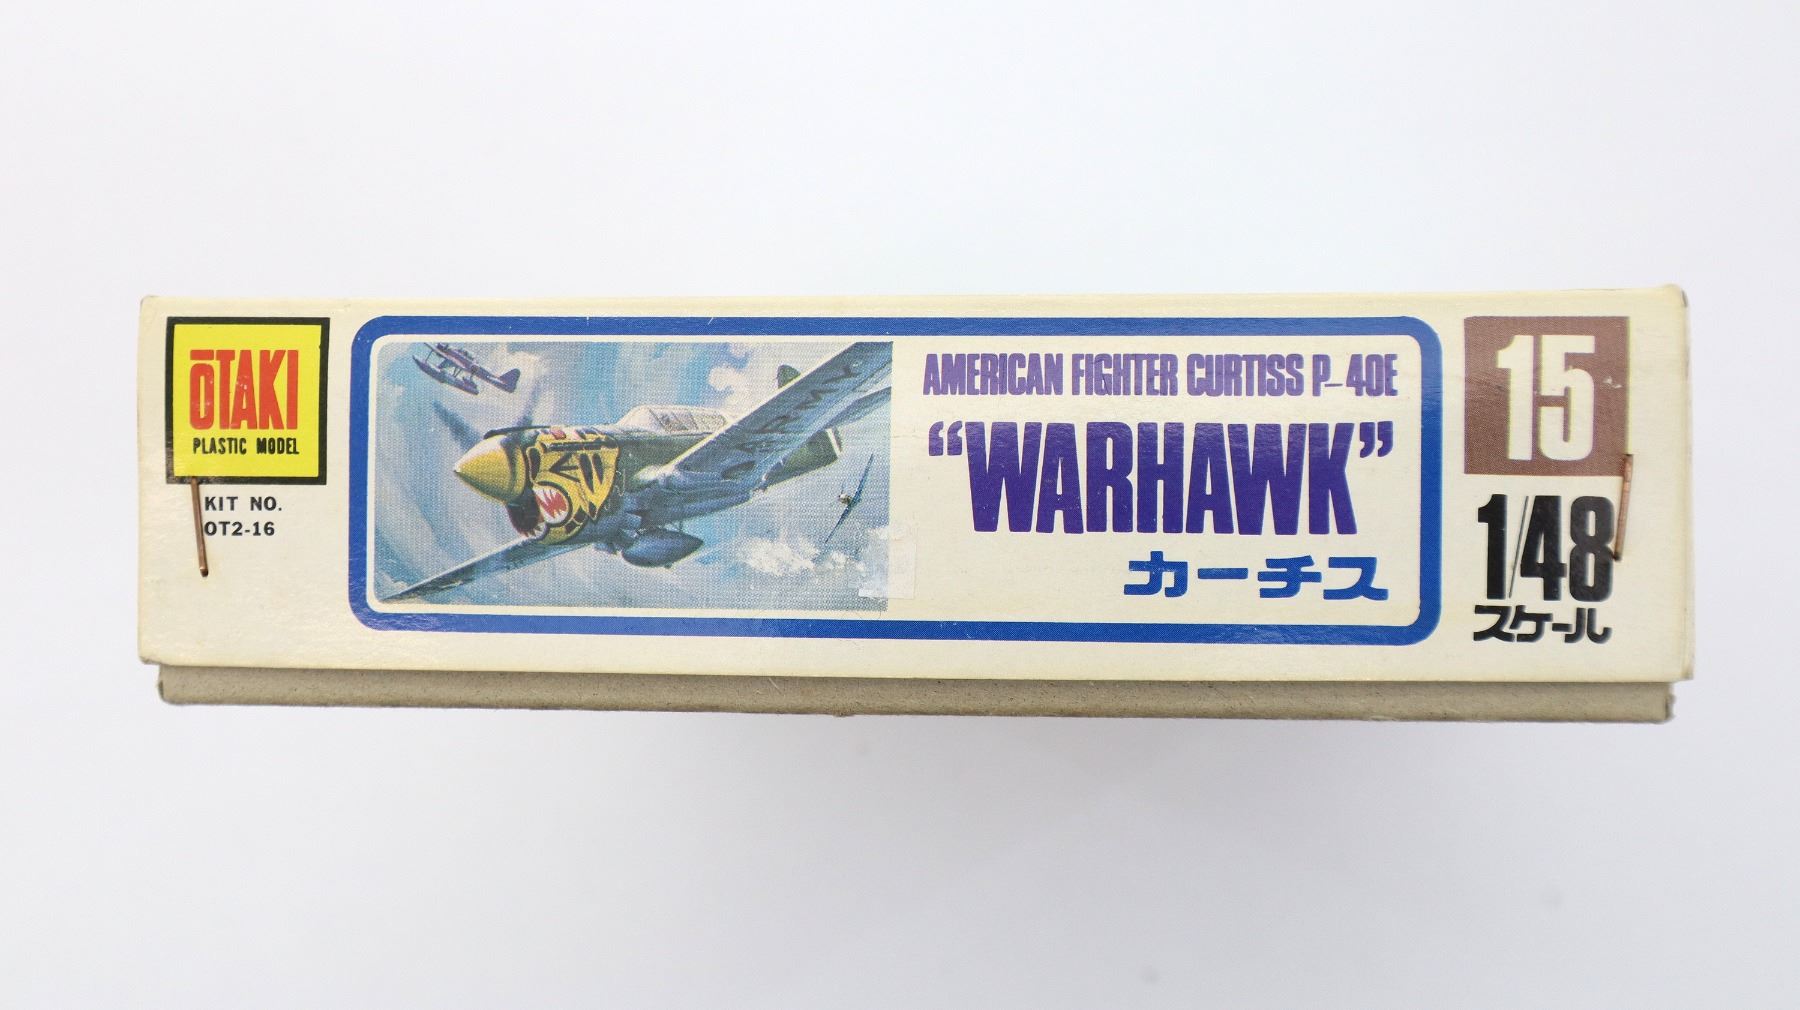 ŌTAKI
PLASTIC MODEL
KIT NO.
OT2-16
ARMY
AMERICAN FIGHTER CURTISS P-40E
“WARHAWK”
カーチス
15
1/48
スケール